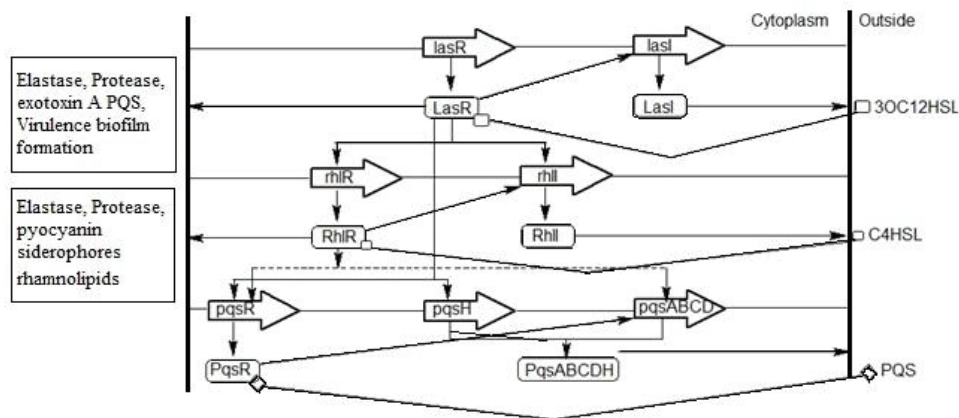 Cytoplasm Outside
lasR lasI
Elastase, Protease,
exotoxin A PQS,
Virulence biofilm
formation
LasR LasI 3OC12HSL
rhlR rhlI
Elastase, Protease,
pyocyanin
siderophores
rhamnolipids
RhlR RhlI C4HSL
pqsR pqsH pqsABCD
PqsR PqsABCDH PQS